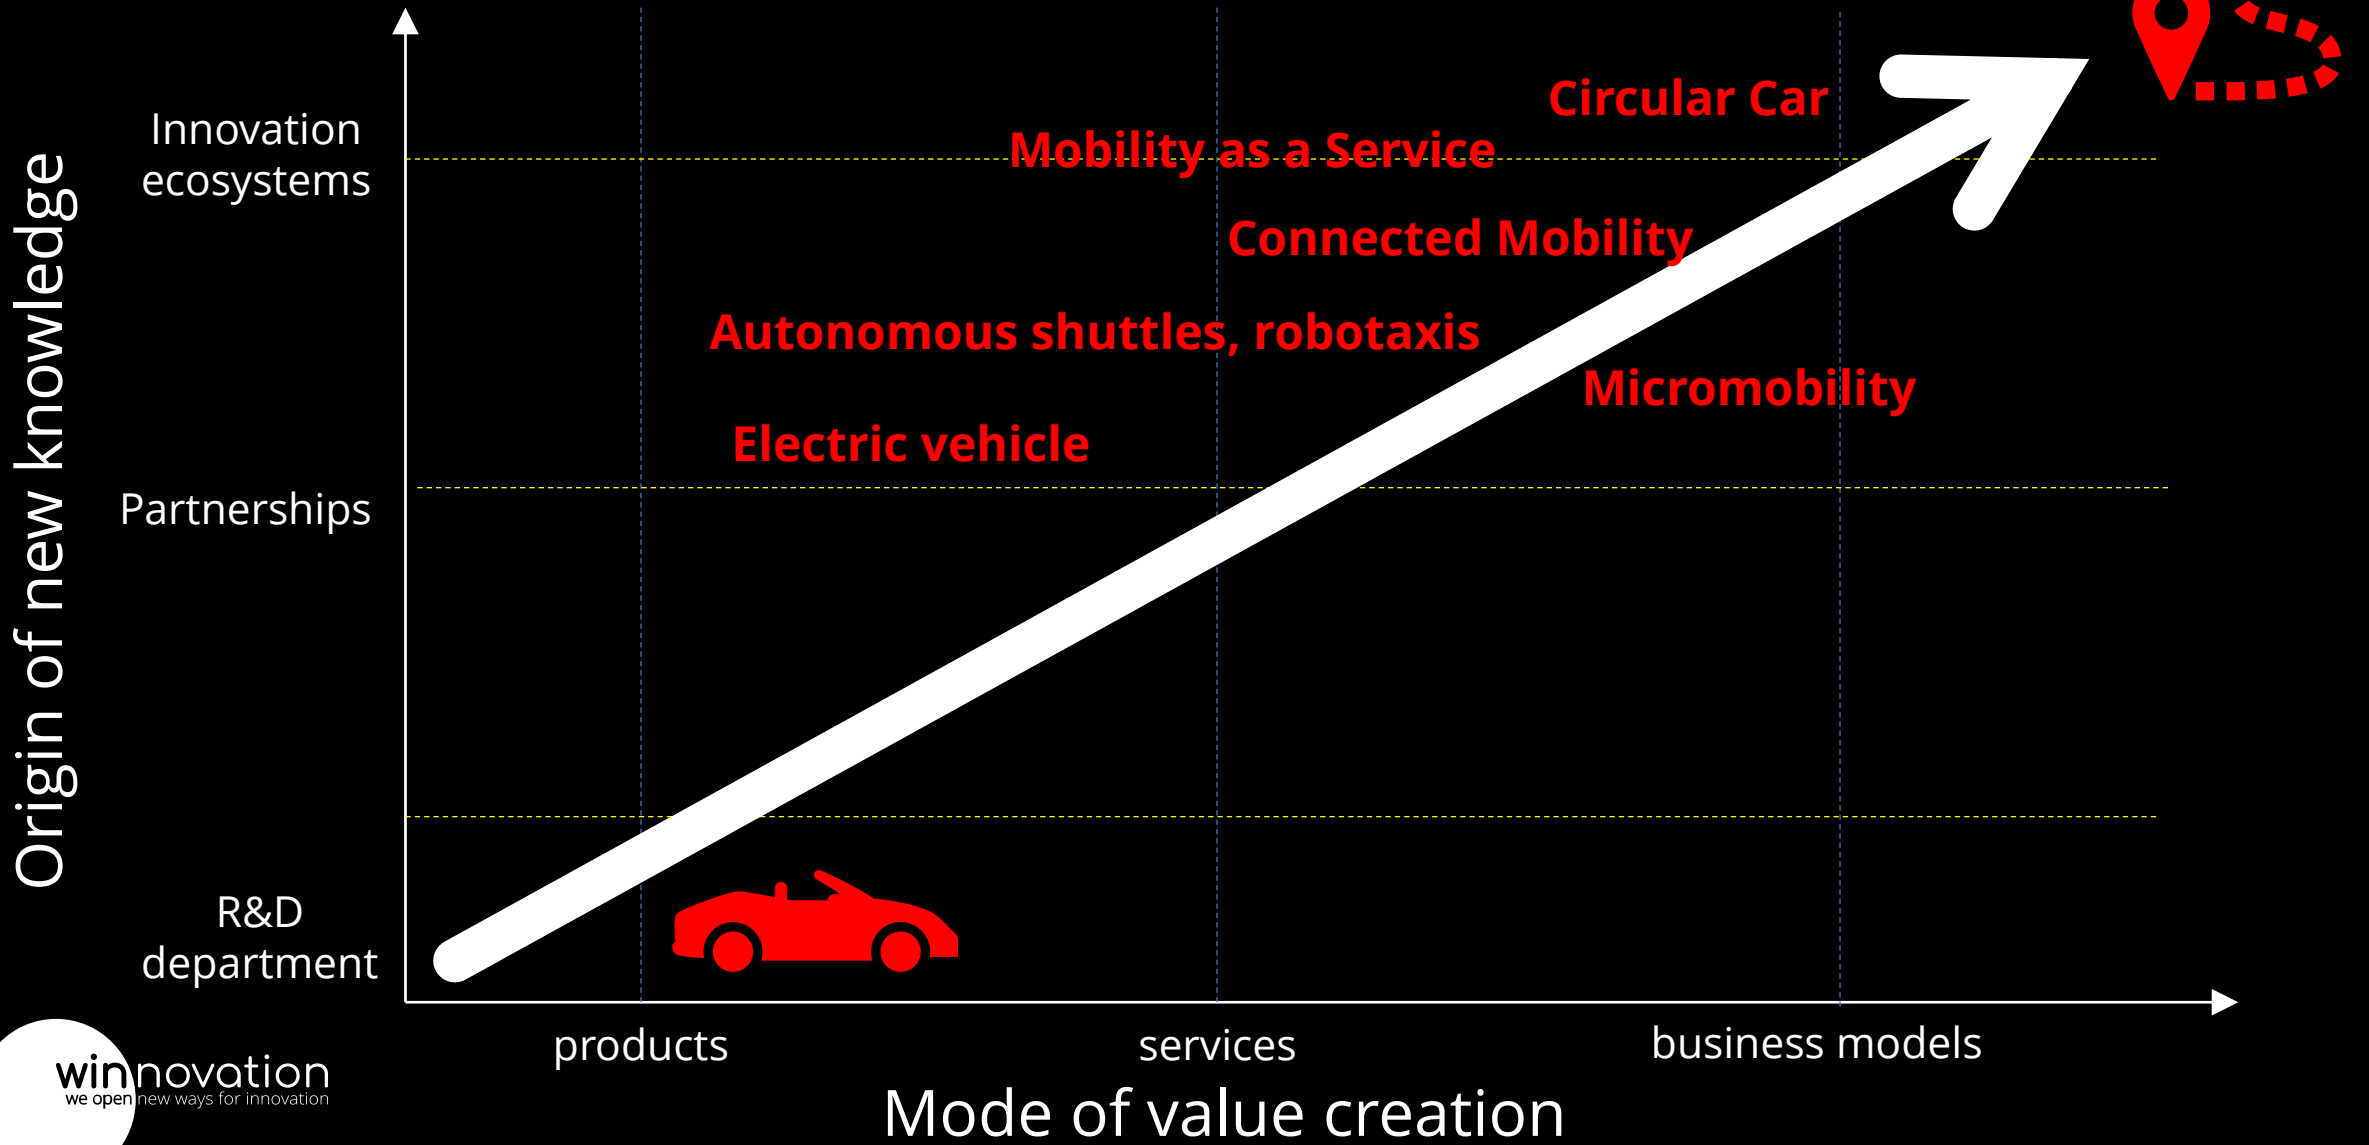 Origin of new knowledge
Innovation
ecosystems
Partnerships
R&D
department
Circular Car
Mobility as a Service
Connected Mobility
Autonomous shuttles, robotaxis
Micromobility
Electric vehicle
products
services
business models
Mode of value creation
winnovation
we open new ways for innovation